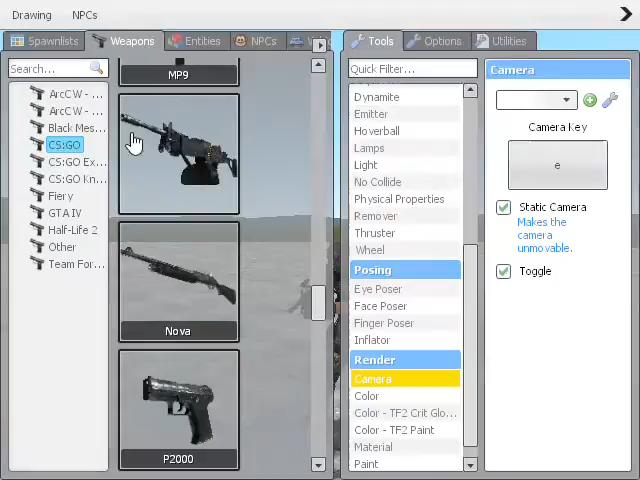 Drawing NPCs
Spawnlists Weapons Entities NPCs
Tools Options Utilities
Search...
Quick Filter...
Camera
MP9
ArcCW - ...
ArcCW - ...
Black Mes...
CS:GO
CS:GO Ex...
CS:GO Kn...
Fiery
GTA IV
Half-Life 2
Other
Team For...
Nova
P2000
Dynamite
Emitter
Hoverball
Lamps
Light
No Collide
Physical Properties
Remover
Thruster
Wheel
Posing
Eye Poser
Face Poser
Finger Poser
Inflator
Render
Camera
Color
Color - TF2 Crit Glo...
Color - TF2 Paint
Material
Paint
Camera Key
e
Static Camera
Makes the
camera
unmovable.
Toggle